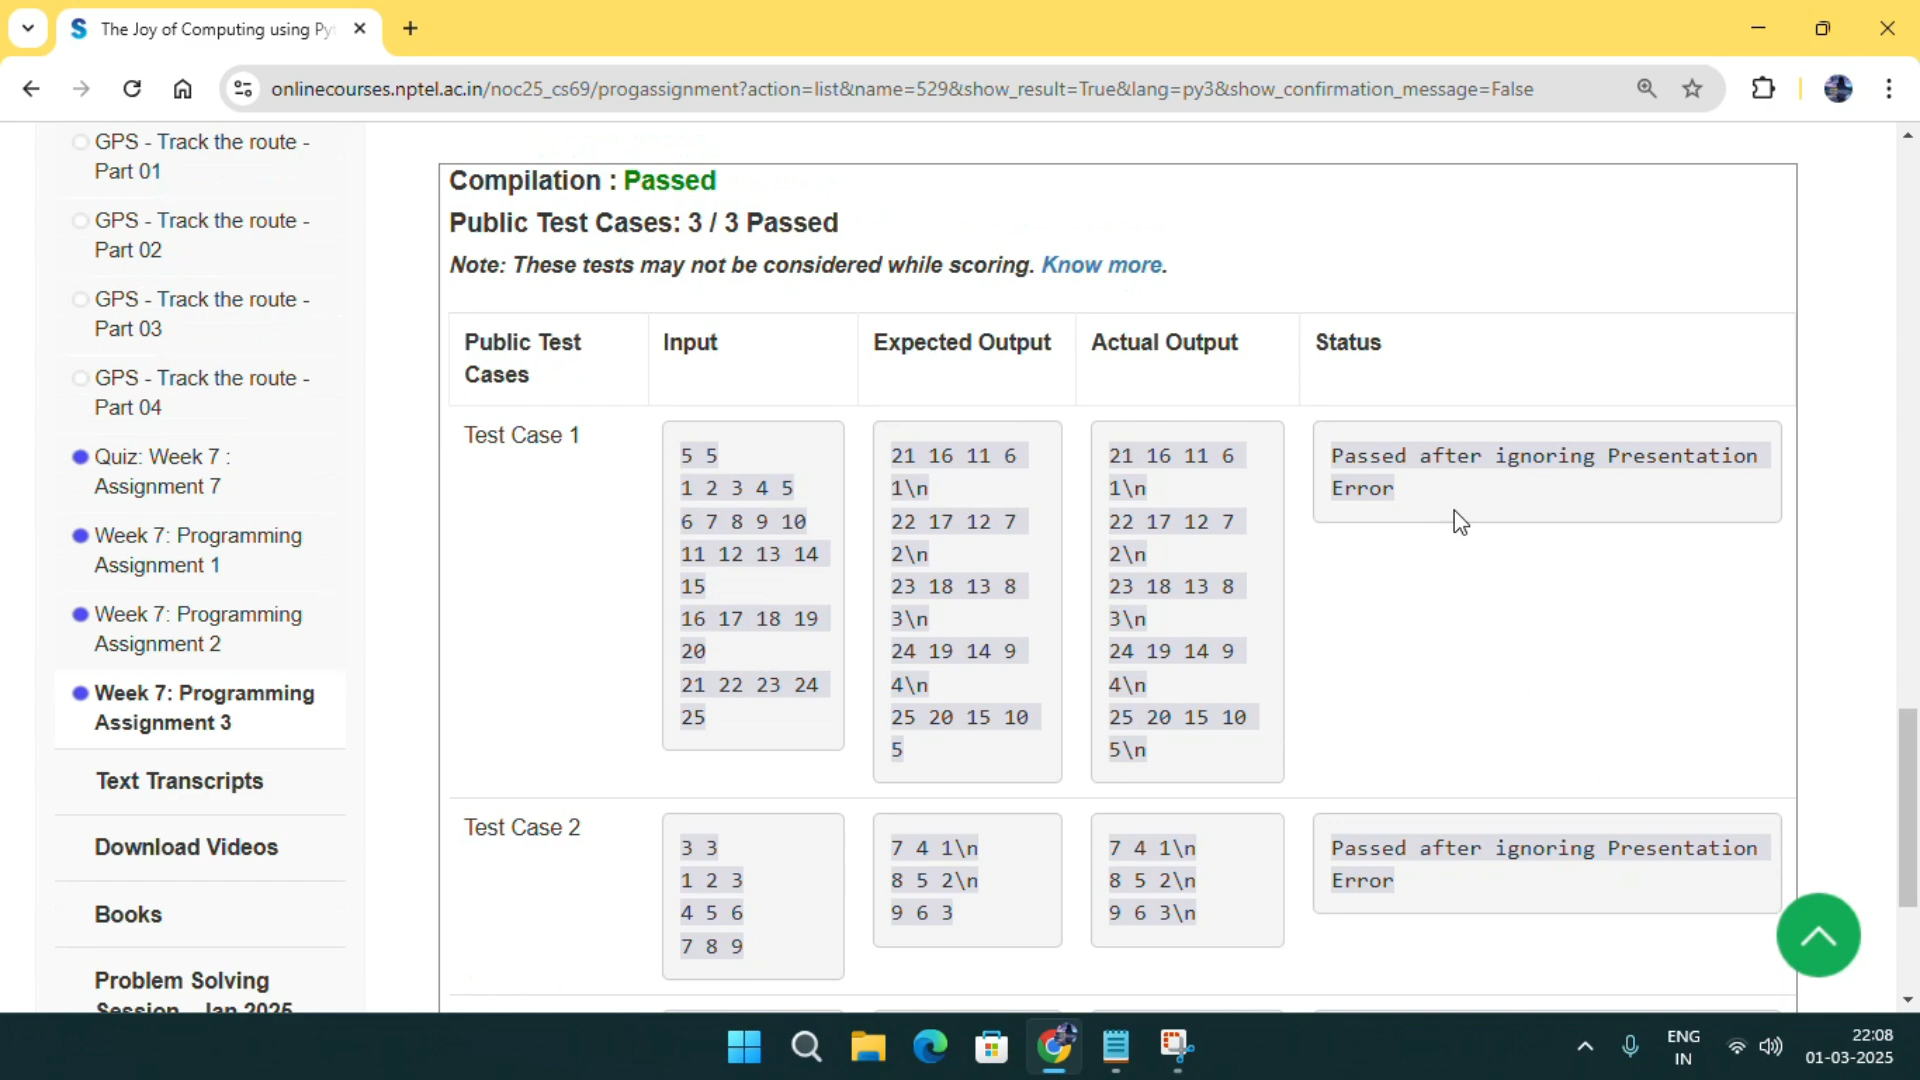 The Joy of Computing using Py
onlinecourses.nptel.ac.in/noc25_cs69/progassignment?action=list&name=529&show_result=True&lang=py3&show_confirmation_message=False
GPS - Track the route -
Part 01
GPS - Track the route -
Part 02
GPS - Track the route -
Part 03
GPS - Track the route -
Part 04
Quiz: Week 7 :
Assignment 7
Week 7: Programming
Assignment 1
Week 7: Programming
Assignment 2
Week 7: Programming
Assignment 3
Text Transcripts
Download Videos
Books
Problem Solving
Session - Jan 2025
Compilation : Passed
Public Test Cases: 3 / 3 Passed
Note: These tests may not be considered while scoring. Know more.
Public Test
Cases
Input
Expected Output
Actual Output
Status
Test Case 1
5 5
1 2 3 4 5
6 7 8 9 10
11 12 13 14
15
16 17 18 19
20
21 22 23 24
25
21 16 11 6
1\n
22 17 12 7
2\n
23 18 13 8
3\n
24 19 14 9
4\n
25 20 15 10
5
21 16 11 6
1\n
22 17 12 7
2\n
23 18 13 8
3\n
24 19 14 9
4\n
25 20 15 10
5\n
Passed after ignoring Presentation
Error
Test Case 2
3 3
1 2 3
4 5 6
7 8 9
7 4 1\n
8 5 2\n
9 6 3
7 4 1\n
8 5 2\n
9 6 3\n
Passed after ignoring Presentation
Error
ENG
IN
22:08
01-03-2025